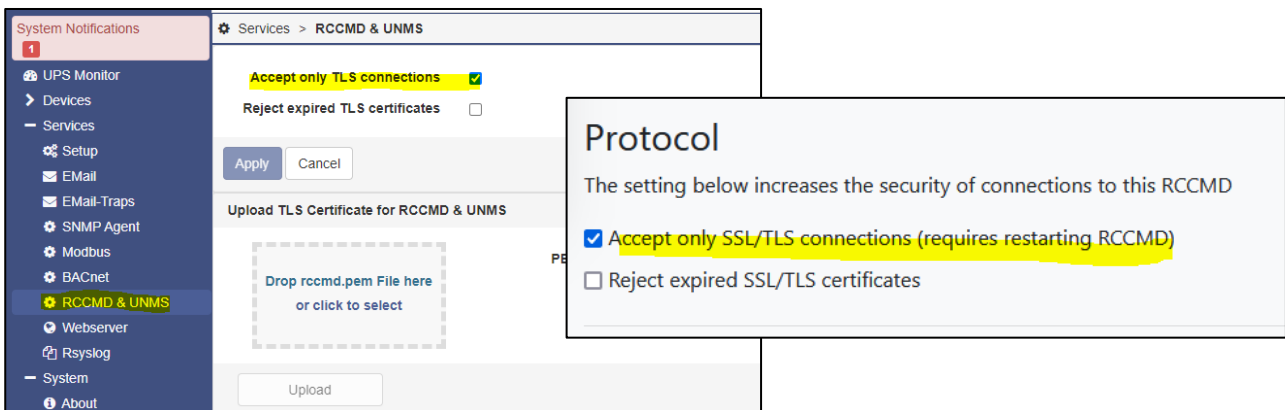 System Notifications
1
UPS Monitor
Devices
Services
Setup
EMail
EMail-Traps
SNMP Agent
Modbus
BACnet
RCCMD & UNMS
Webserver
Rsyslog
System
About
Services > RCCMD & UNMS
Accept only TLS connections
Reject expired TLS certificates
Apply Cancel
Upload TLS Certificate for RCCMD & UNMS
PE
Drop rccmd.pem File here
or click to select
Upload
Protocol
The setting below increases the security of connections to this RCCMD
Accept only SSL/TLS connections (requires restarting RCCMD)
Reject expired SSL/TLS certificates